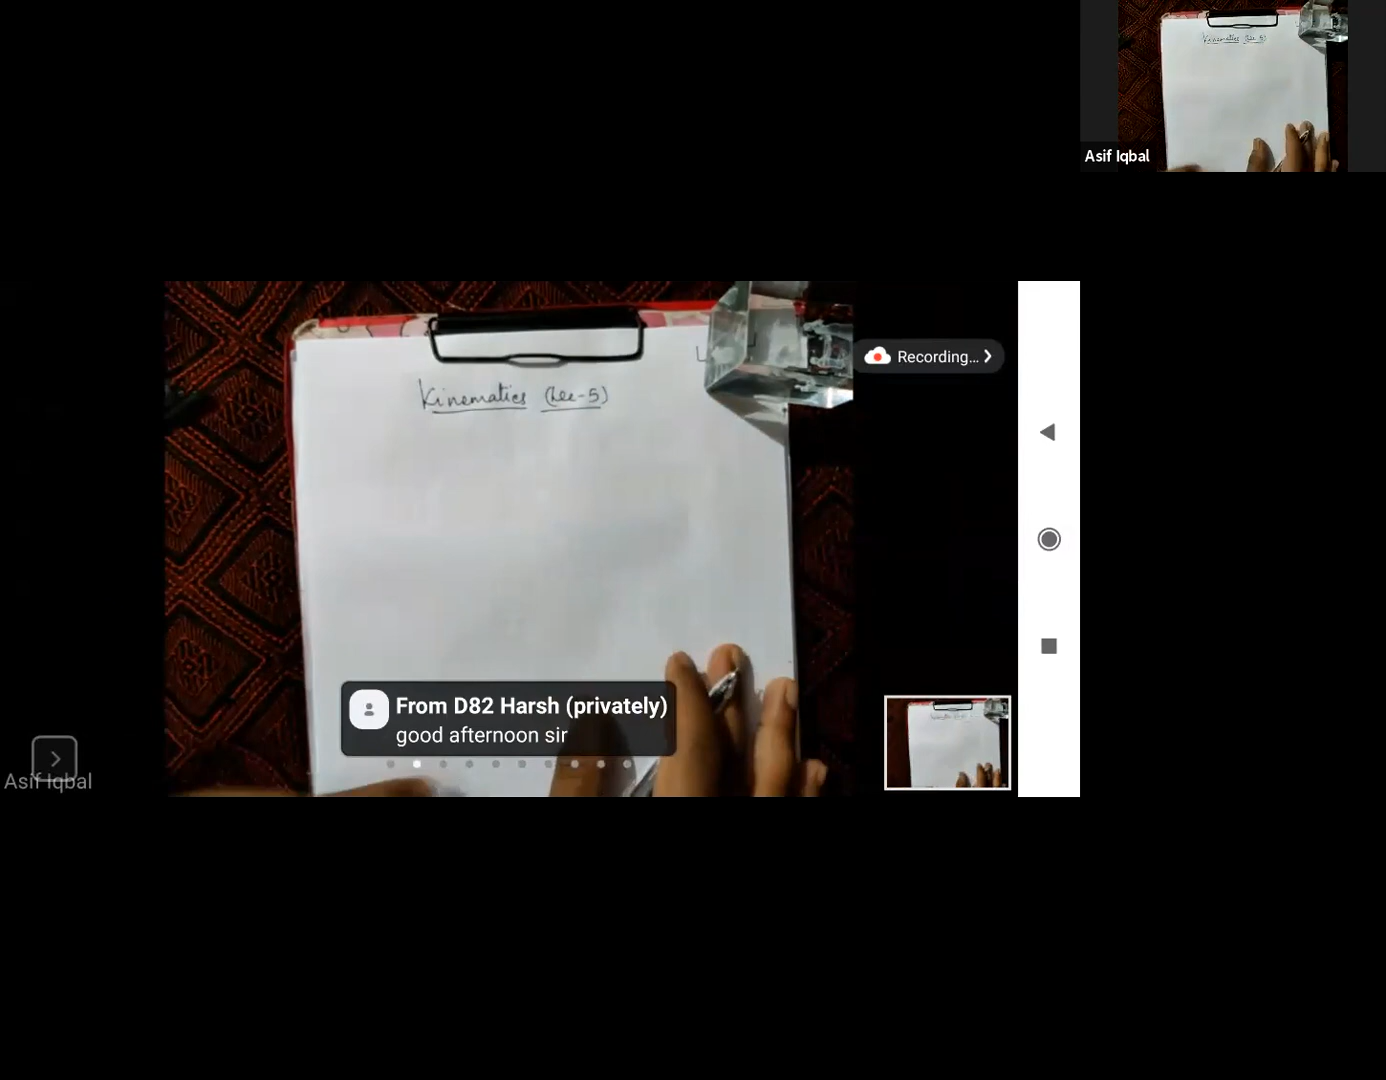 Asif Iqbal
Kinematics (Lec-5)
Recording...
From D82 Harsh (privately)
good afternoon sir
Asif Iqbal